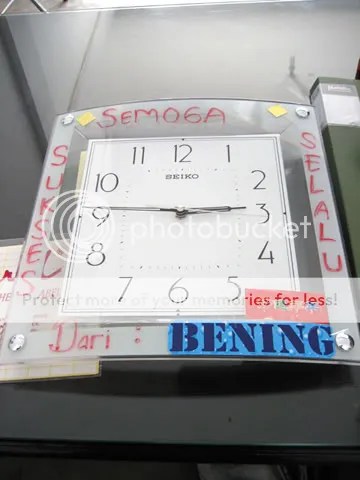 SEMOGA
SUKSES
SELALU
11 12 1
10 2
SEIKO
9 3
8 4
7 6 5
photobucket
Protect more of your memories for less!
Dari :
BENING